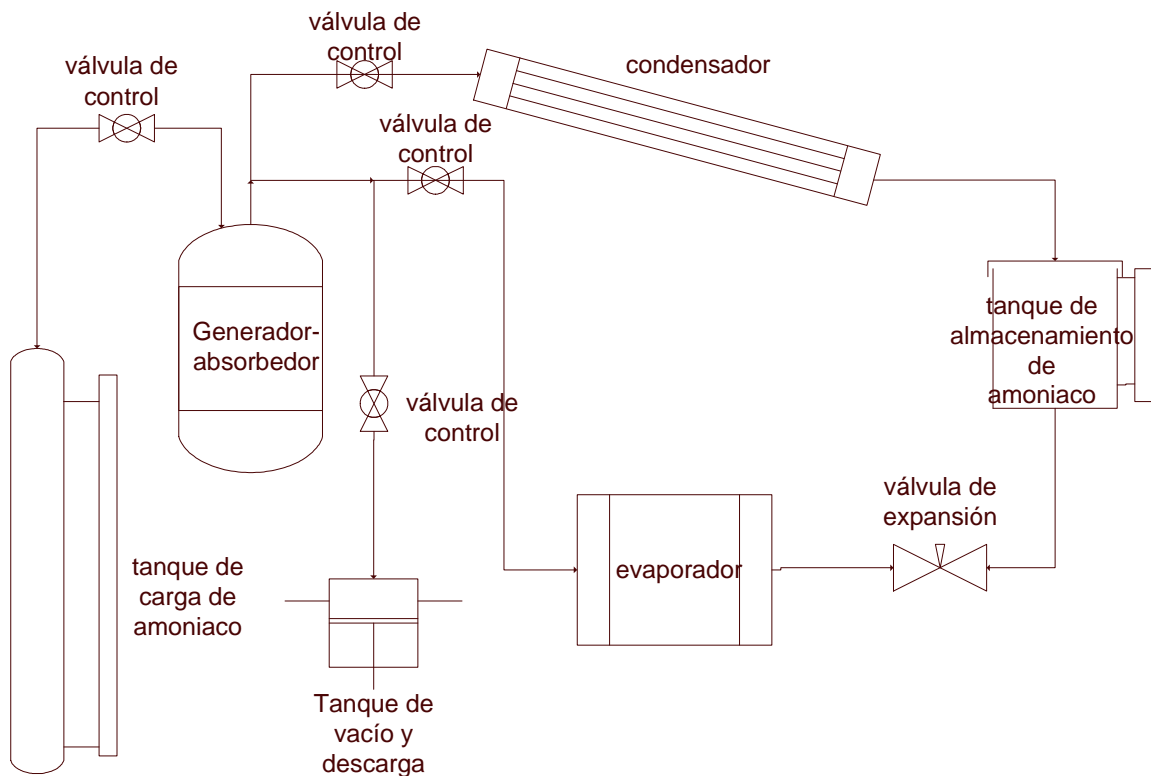 válvula de
control
válvula de
control
condensador
válvula de
control
Generador-
absorbedor
tanque de
almacenamiento
de
amoniaco
válvula de
control
válvula de
expansión
evaporador
tanque de
carga de
amoniaco
Tanque de
vacío y
descarga